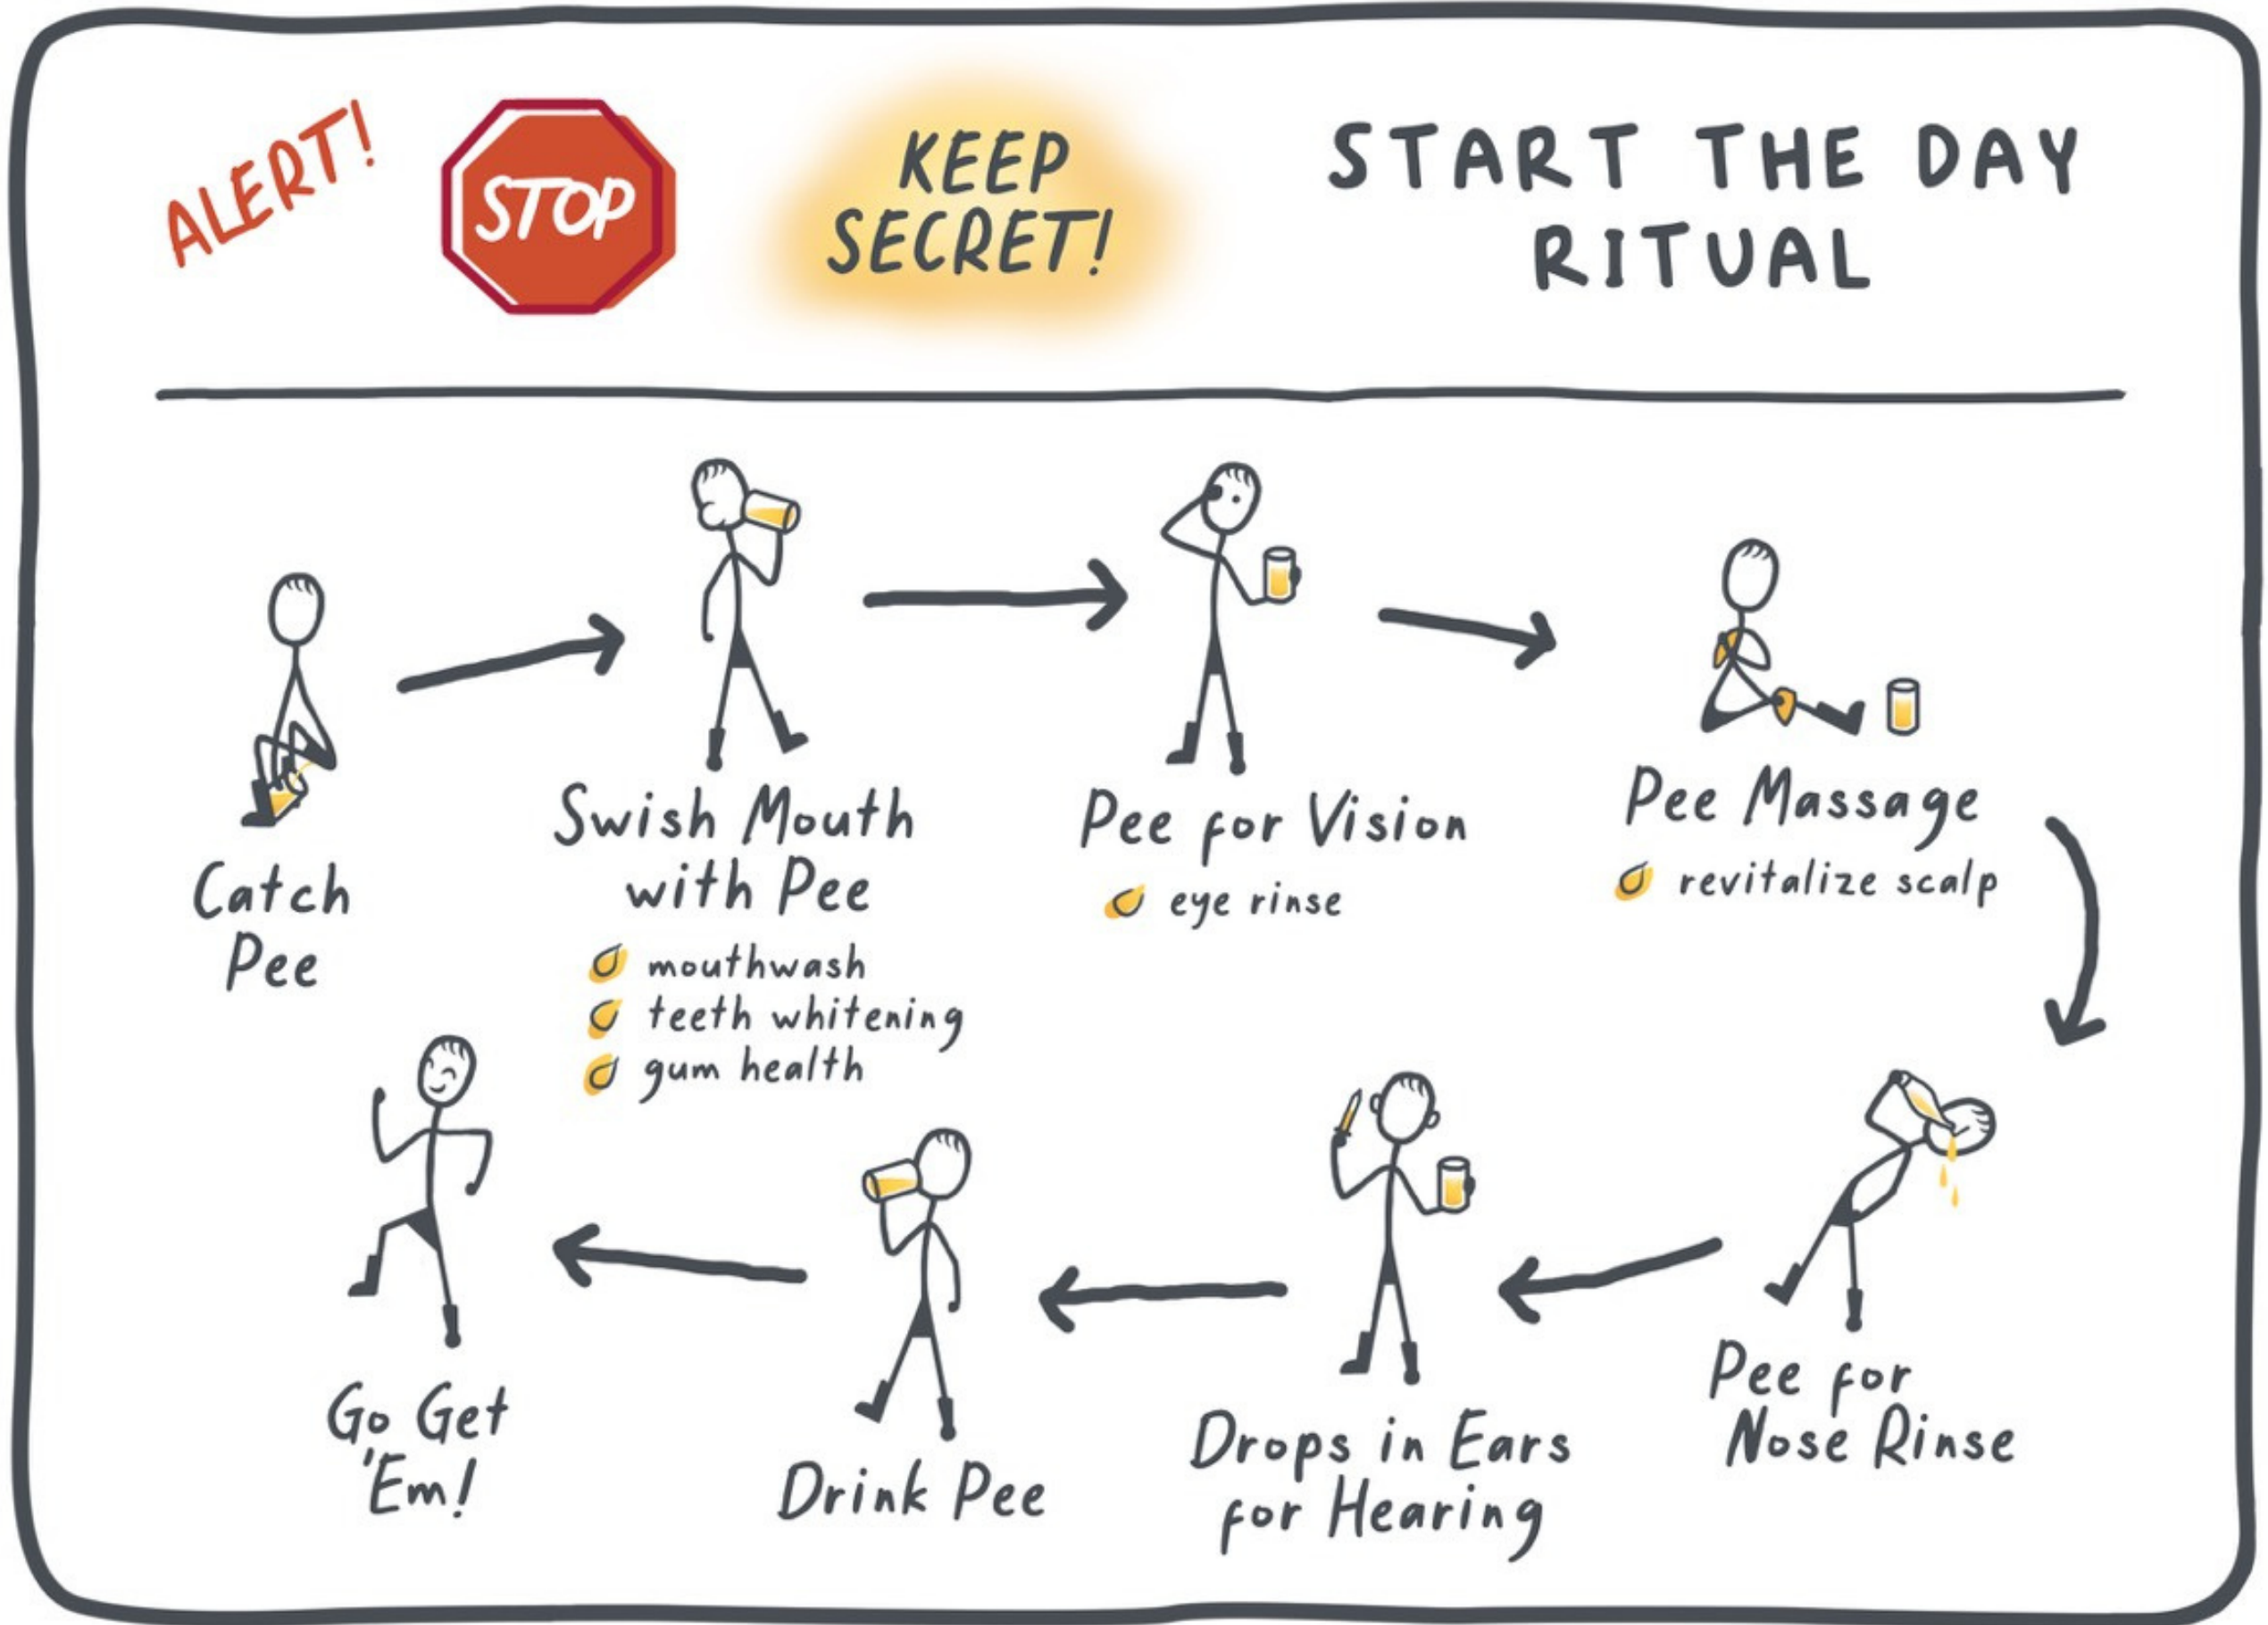 ALERT!
STOP
KEEP
SECRET!
START THE DAY
RITUAL
Catch
Pee
Swish Mouth
with Pee
mouthwash
teeth whitening
gum health
Pee for Vision
eye rinse
Pee Massage
revitalize scalp
Pee for
Nose Rinse
Drops in Ears
for Hearing
Drink Pee
Go Get
'Em!